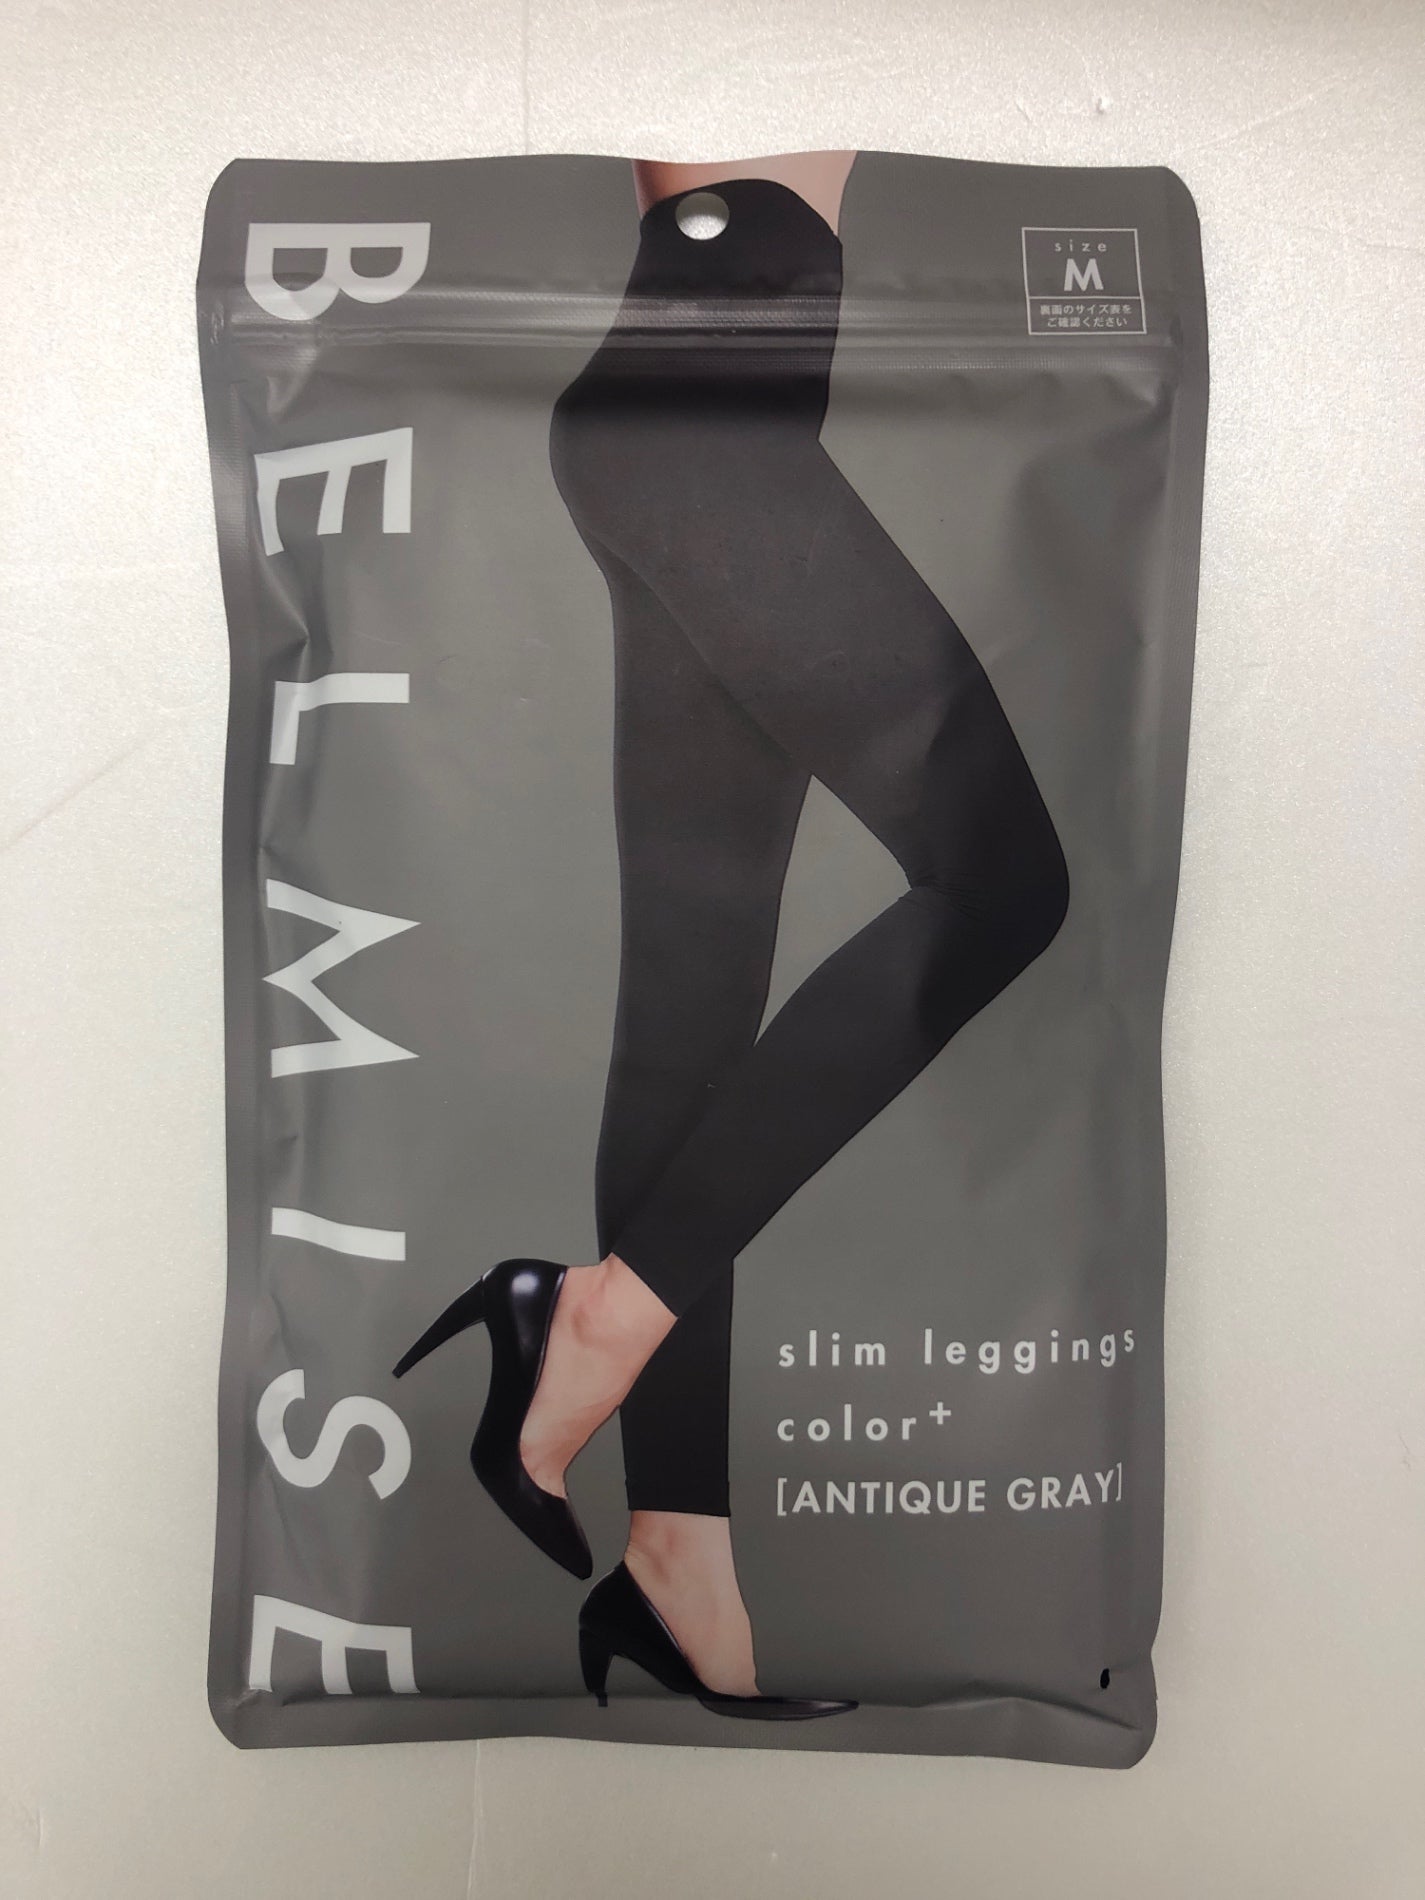 BELMISE
size
M
裏面のサイズ表を
ご確認ください
slim leggings
color+
[ANTIQUE GRAY]